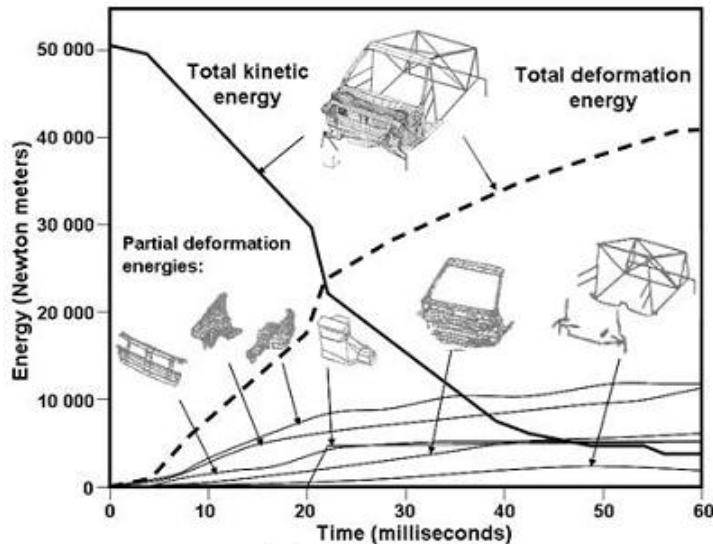 50 000
40 000
30 000
20 000
10 000
0
Energy (Newton meters)
Total kinetic
energy
Total deformation
energy
Partial deformation
energies:
0 10 20 30 40 50 60
Time (milliseconds)